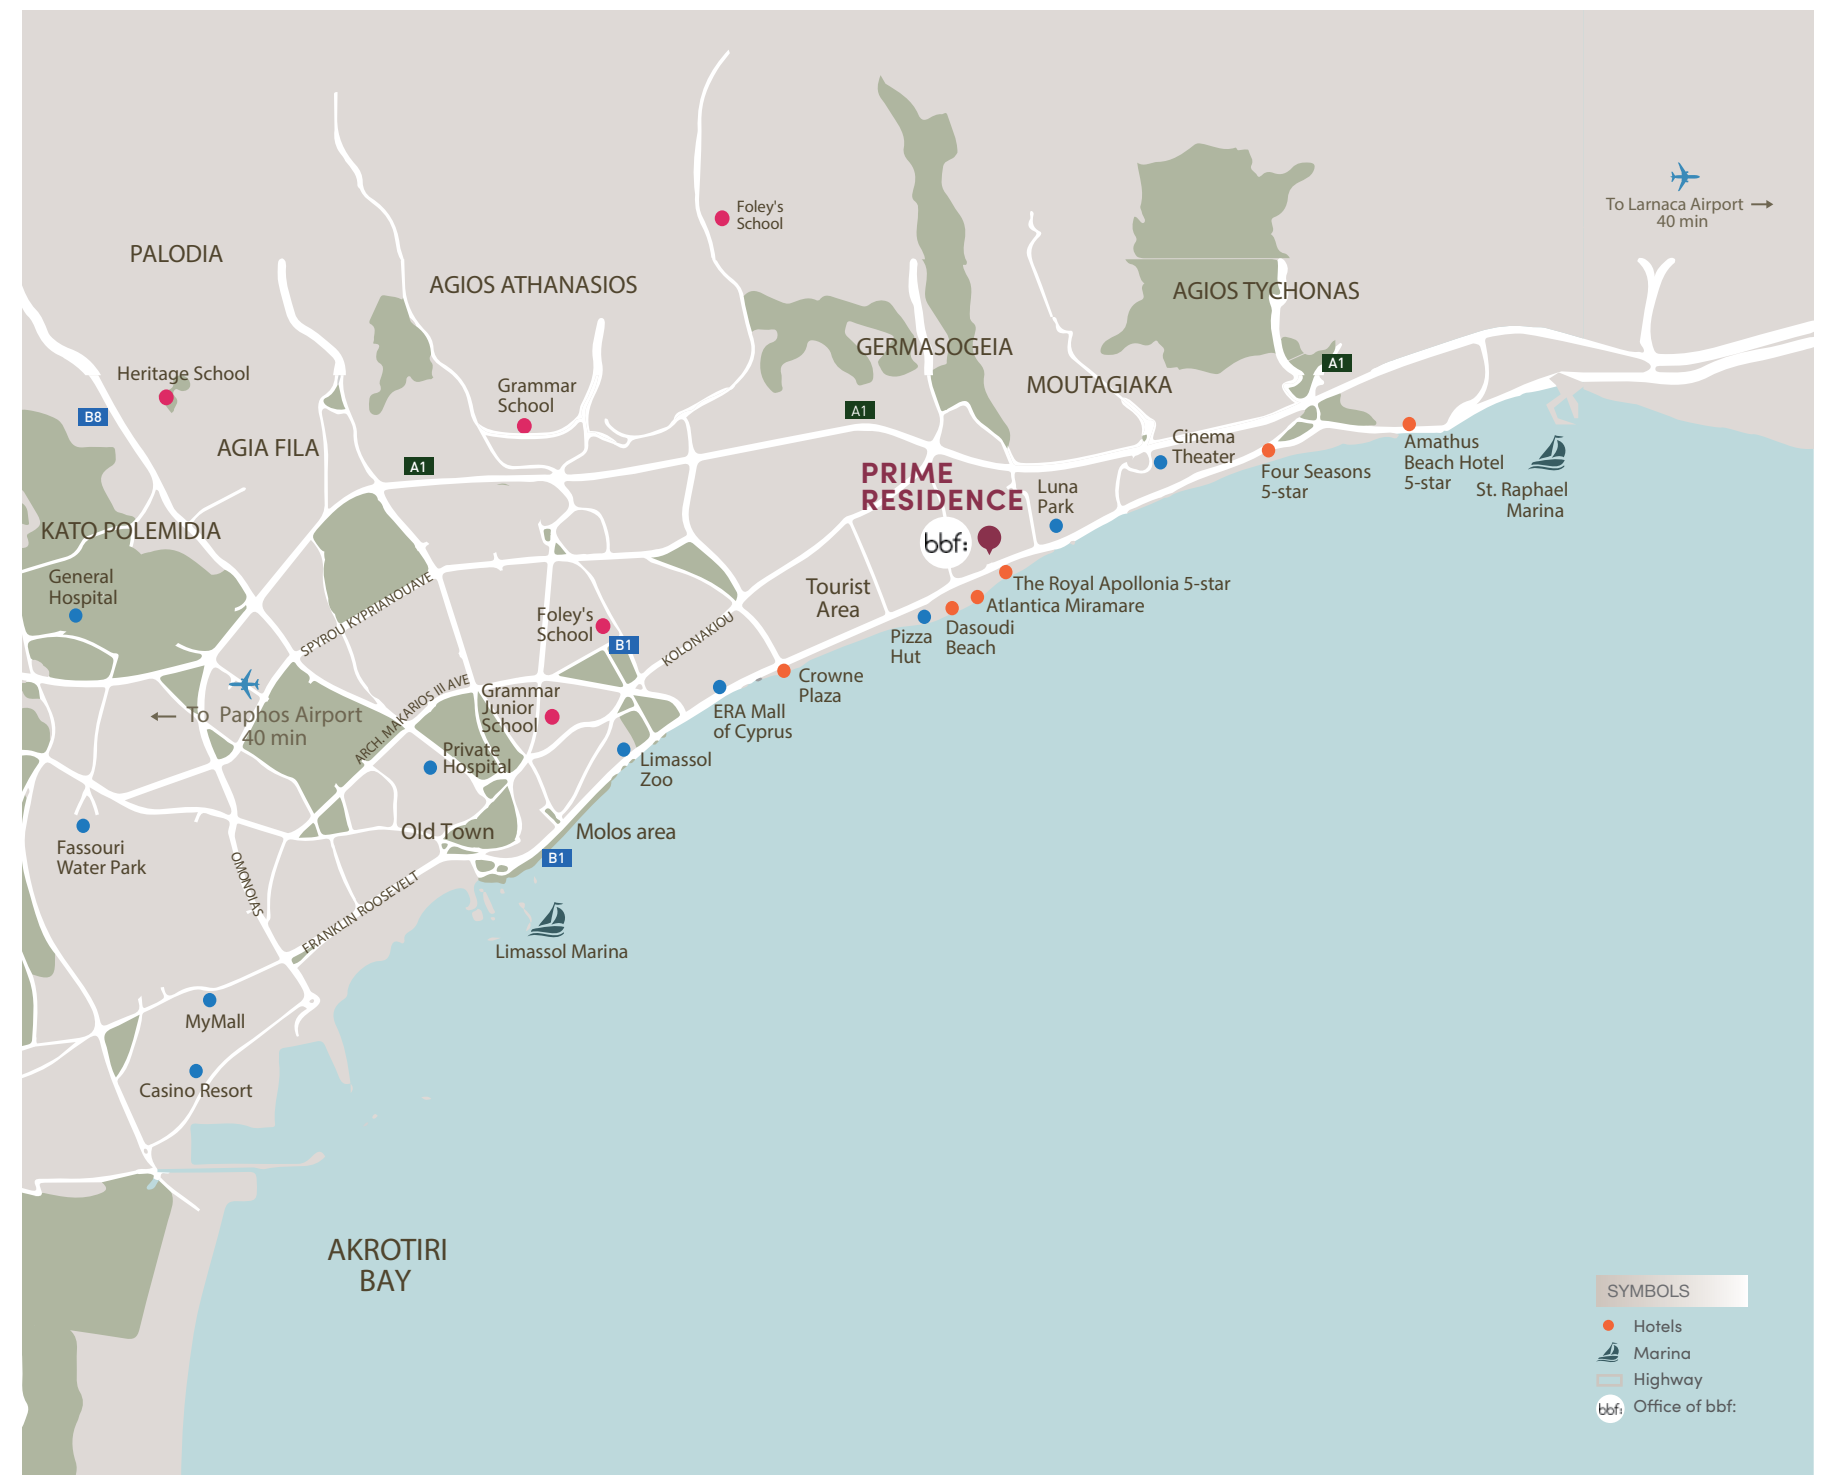 Foley's
School
To Larnaca Airport →
40 min
PALODIA
AGIOS ATHANASIOS
AGIOS TYCHONAS
GERMASOGEIA
A1
MOUTAGIAKA
Heritage School
Grammar
School
B8
A1
Amathus
Beach Hotel
5-star
Cinema
Theater
AGIA FILA
A1
Four Seasons
5-star
St. Raphael
Marina
PRIME
RESIDENCE
Luna
Park
KATO POLEMIDIA
bbf:
General
Hospital
SPYROU KYPRIANOUAVE
Tourist
Area
The Royal Apollonia 5-star
Atlantica Miramare
Foley's
School
B1
KOLONAKIOU
Pizza
Hut
Dasoudi
Beach
Crowne
Plaza
ARCH. MAKARIOS III AVE
Grammar
Junior
School
ERA Mall
of Cyprus
← To Paphos Airport
40 min
Private
Hospital
Limassol
Zoo
Old Town
Molos area
B1
Fassouri
Water Park
OMONOIAS
FRANKLIN ROOSEVELT
Limassol Marina
MyMall
Casino Resort
AKROTIRI
BAY
SYMBOLS
Hotels
Marina
Highway
bbf: Office of bbf: